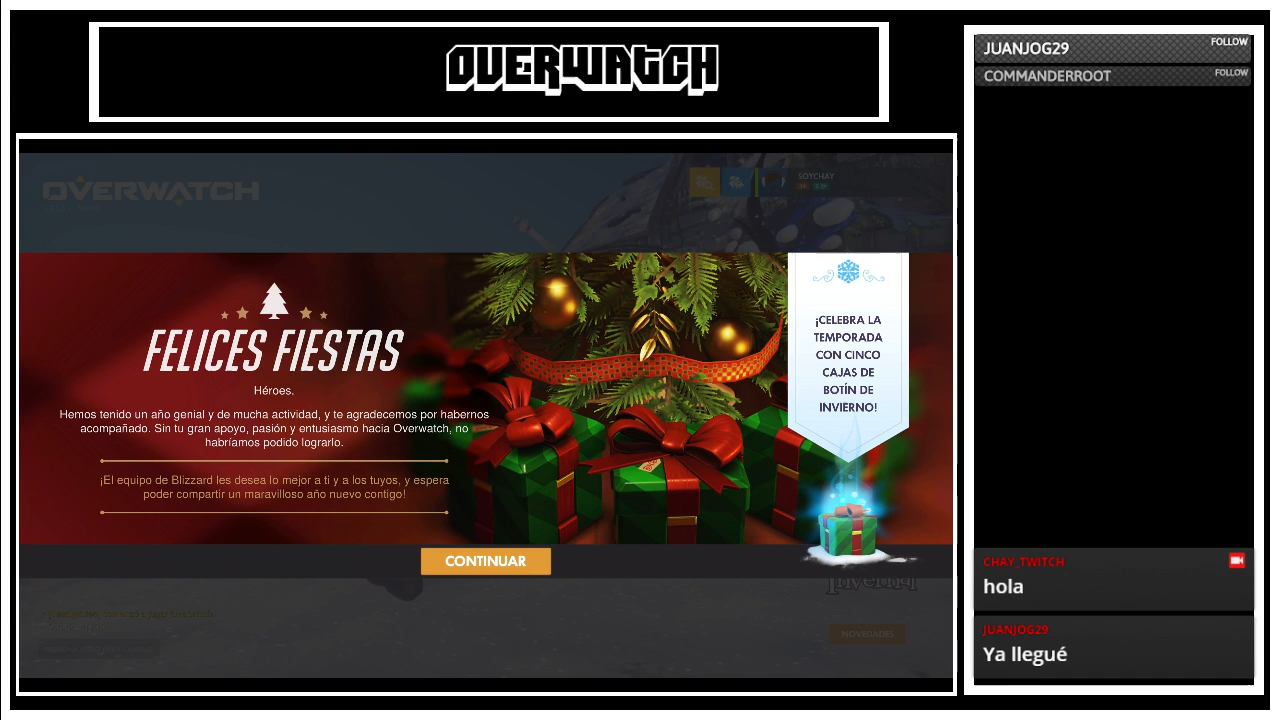 OVERWATCH
JUANJOG29
FOLLOW
COMMANDERROOT
FOLLOW
OVERWATCH
SOYCHAY
FELICES FIESTAS
Héroes.
Hemos tenido un año genial y de mucha actividad, y te agradecemos por habernos
acompañado. Sin tu gran apoyo, pasión y entusiasmo hacia Overwatch, no
habríamos podido lograrlo.
¡El equipo de Blizzard les desea lo mejor a ti y a los tuyos, y espera
poder compartir un maravilloso año nuevo contigo!
¡CELEBRA LA
TEMPORADA
CON CINCO
CAJAS DE
BOTÍN DE
INVIERNO!
CONTINUAR
NOVEDADES
CHAY_TWITCH
hola
JUANJOG29
Ya llegué